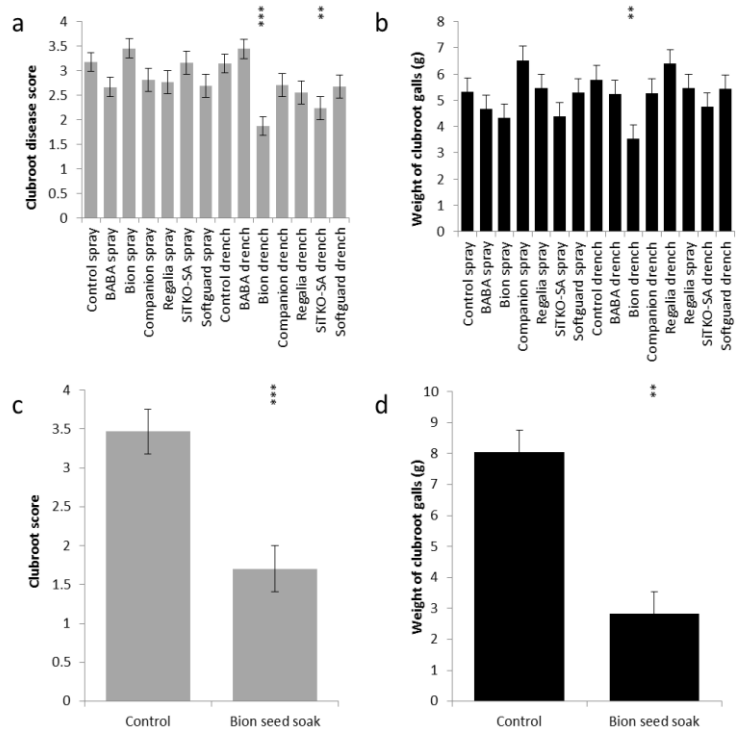 a
***
**
Clubroot disease score
4
3.5
3
2.5
2
1.5
1
0.5
0
Control spray
BABA spray
Bion spray
Companion spray
Regalia spray
SiTKO-SA spray
Softguard spray
Control drench
BABA drench
Bion drench
Companion drench
Regalia drench
SiTKO-SA drench
Softguard drench
b
**
Weight of clubroot galls (g)
8
7
6
5
4
3
2
1
0
Control spray
BABA spray
Bion spray
Companion spray
Regalia spray
SiTKO-SA spray
Softguard spray
Control drench
BABA drench
Bion drench
Companion drench
Regalia drench
Regalia spray
SiTKO-SA drench
Softguard drench
c
***
Clubroot score
4
3.5
3
2.5
2
1.5
1
0.5
0
Control
Bion seed soak
d
**
Weight of clubroot galls (g)
10
9
8
7
6
5
4
3
2
1
0
Control
Bion seed soak